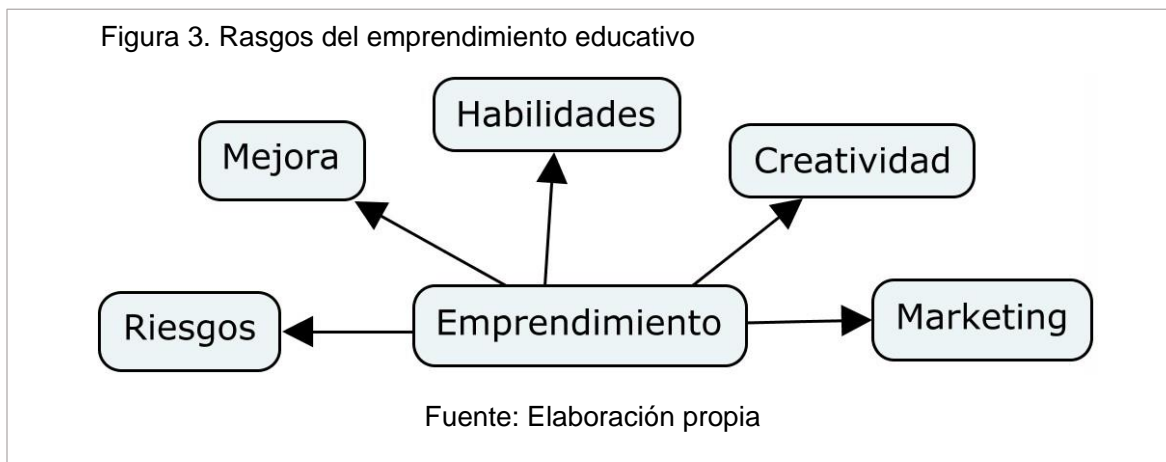 Figura 3. Rasgos del emprendimiento educativo
Habilidades
Mejora
Creatividad
Riesgos
Emprendimiento
Marketing
Fuente: Elaboración propia